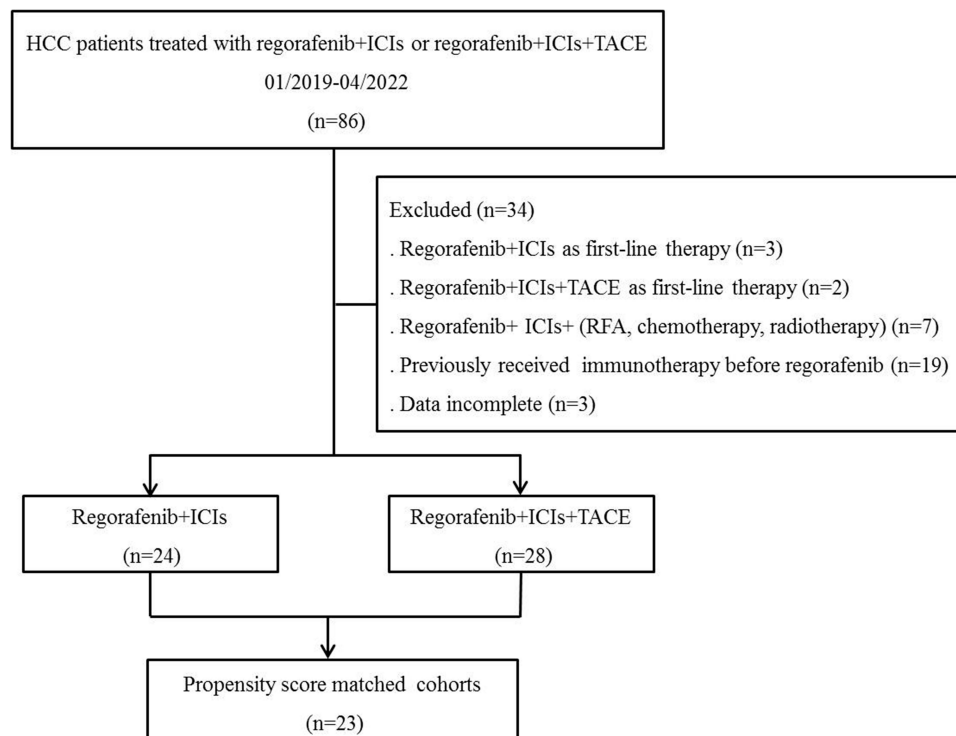 HCC patients treated with regorafenib+ICIs or regorafenib+ICIs+TACE
01/2019-04/2022
(n=86)
Excluded (n=34)
. Regorafenib+ICIs as first-line therapy (n=3)
. Regorafenib+ICIs+TACE as first-line therapy (n=2)
. Regorafenib+ ICIs+ (RFA, chemotherapy, radiotherapy) (n=7)
. Previously received immunotherapy before regorafenib (n=19)
. Data incomplete (n=3)
Regorafenib+ICIs
(n=24)
Regorafenib+ICIs+TACE
(n=28)
Propensity score matched cohorts
(n=23)